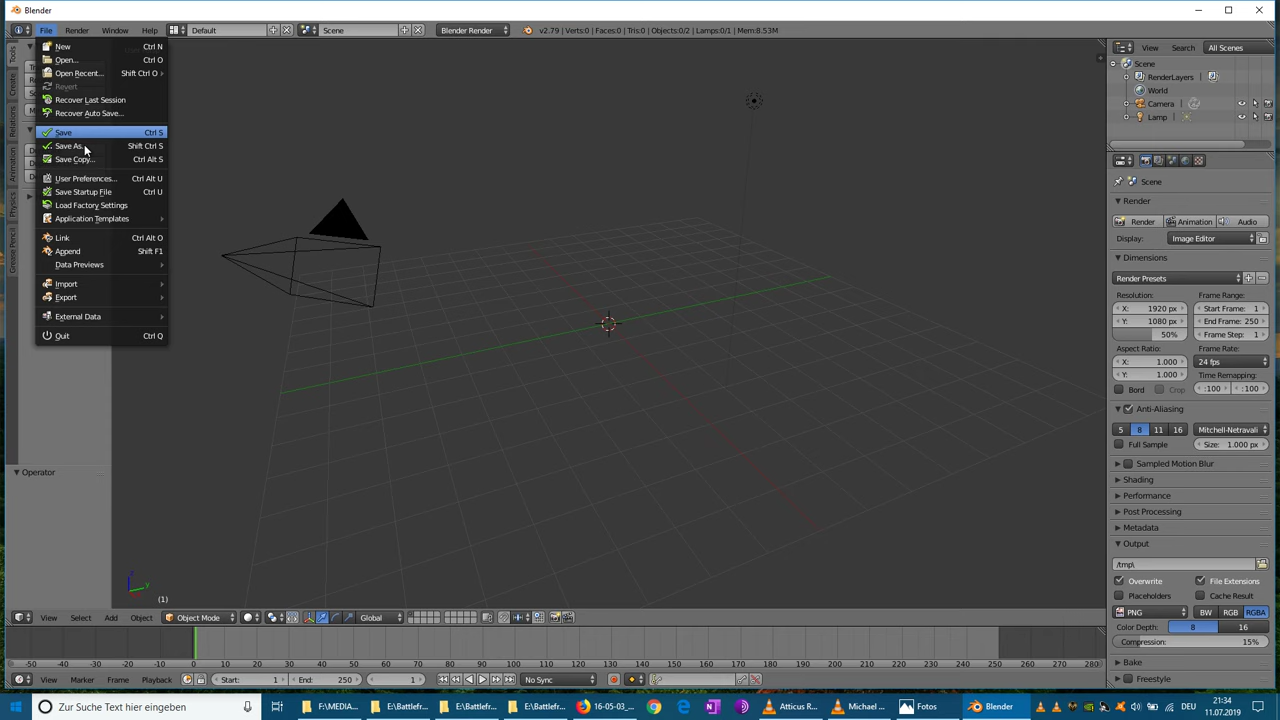 Blender
File Render Window Help Default Scene Blender Render v2.79 | Verts:0 | Faces:0 | Tris:0 | Objects:0/2 | Lamps:0/1 | Mem:8.53M
View Search All Scenes
New Ctrl N
Open... Ctrl O
Open Recent... Shift Ctrl O
Revert
Recover Last Session
Recover Auto Save...
Save Ctrl S
Save As... Shift Ctrl S
Save Copy... Ctrl Alt S
User Preferences... Ctrl Alt U
Save Startup File Ctrl U
Load Factory Settings
Application Templates
Link Ctrl Alt O
Append Shift F1
Data Previews
Import
Export
External Data
Quit Ctrl Q
Tools
Create
Relations
Animation
Physics
Grease Pencil
Operator
(1)
z
y
Scene
RenderLayers
World
Camera
Lamp
Scene
Render
Render Animation Audio
Display: Image Editor
Dimensions
Render Presets
Resolution: Frame Range:
X: 1920 px Start Frame: 1
Y: 1080 px End Frame: 250
50% Frame Step: 1
Aspect Ratio: Frame Rate:
X: 1.000 24 fps
Y: 1.000 Time Remapping:
Bord Crop :100 :100
Anti-Aliasing
5 8 11 16 Mitchell-Netravali
Full Sample Size: 1.000 px
Sampled Motion Blur
Shading
Performance
Post Processing
Metadata
Output
/tmp\
Overwrite File Extensions
Placeholders Cache Result
PNG BW RGB RGBA
Color Depth: 8 16
Compression: 15%
Bake
Freestyle
View Select Add Object Object Mode Global
-50 -40 -30 -20 -10 0 10 20 30 40 50 60 70 80 90 100 110 120 130 140 150 160 170 180 190 200 210 220 230 240 250 260 270 280
View Marker Frame Playback Start: 1 End: 250 1 No Sync
Zur Suche Text hier eingeben F:\MEDIA... F:\Battlefr... F:\Battlefr... F:\Battlefr... 16-05-03_... Atticus R... Michael ... Fotos Blender DEU 21:34
11.07.2019